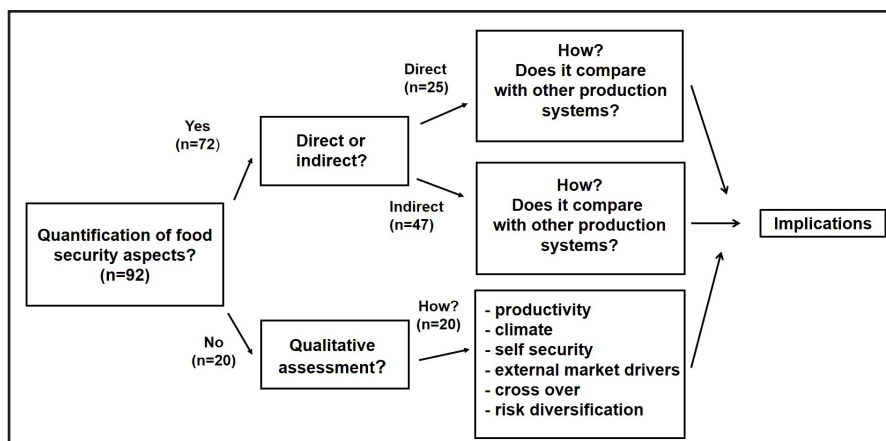 Quantification of food
security aspects?
(n=92)
Yes
(n=72)
Direct or
indirect?
Direct
(n=25)
How?
Does it compare
with other production
systems?
Indirect
(n=47)
How?
Does it compare
with other production
systems?
No
(n=20)
Qualitative
assessment?
How?
(n=20)
- productivity
- climate
- self security
- external market drivers
- cross over
- risk diversification
Implications